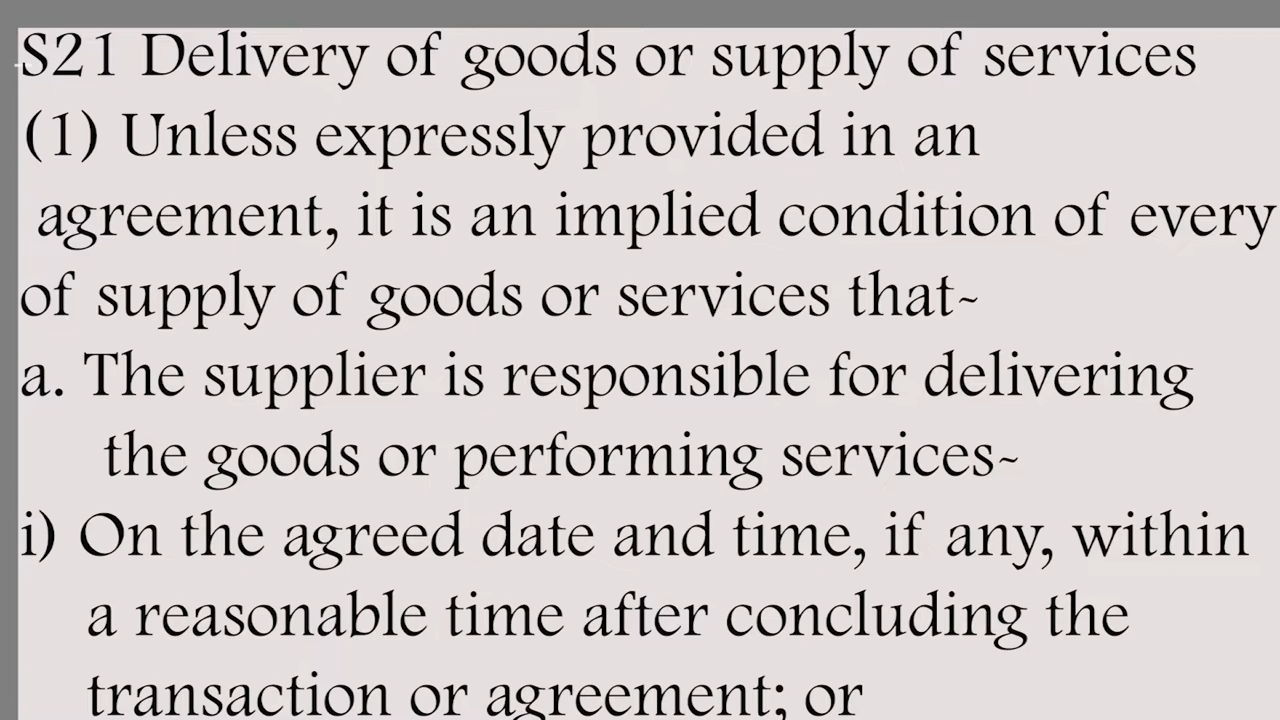 S21 Delivery of goods or supply of services
(1) Unless expressly provided in an
agreement, it is an implied condition of every
of supply of goods or services that~
a. The supplier is responsible for delivering
the goods or performing services~
i) On the agreed date and time, if any, within
a reasonable time after concluding the
transaction or agreement; or